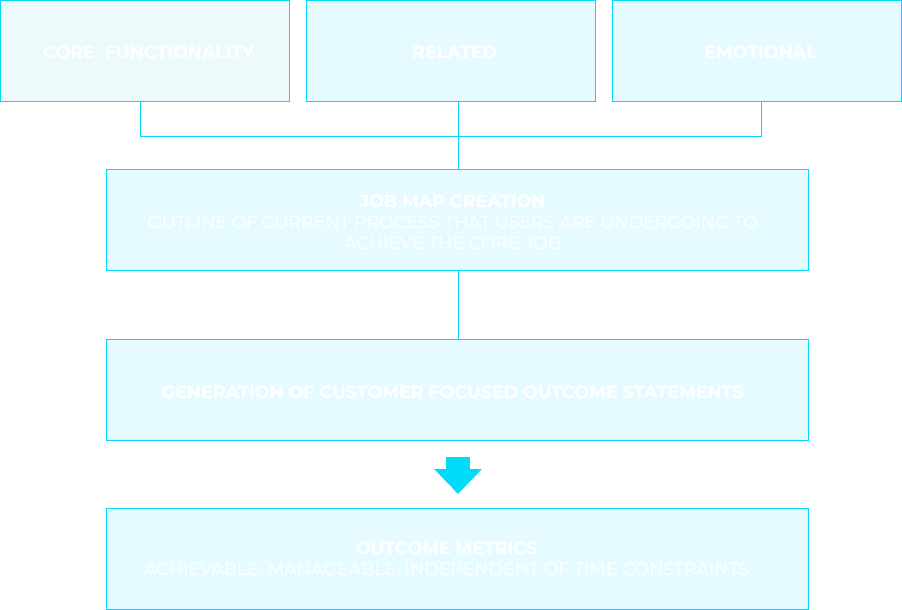 CORE FUNCTIONALITY
RELATED
EMOTIONAL
JOB MAP CREATION
OUTLINE OF CURRENT PROCESS THAT USERS ARE UNDERGOING TO
ACHIEVE THE CORE JOB
GENERATION OF CUSTOMER FOCUSED OUTCOME STATEMENTS
OUTCOME METRICS
ACHIEVABLE. MANAGEABLE. INDEPENDENT OF TIME CONSTRAINTS